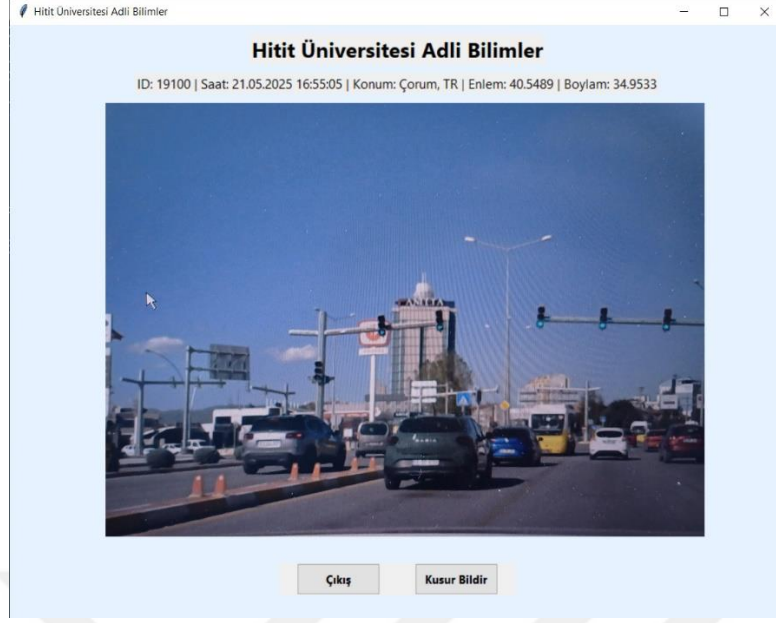 Hitit Üniversitesi Adli Bilimler
Hitit Üniversitesi Adli Bilimler
ID: 19100 | Saat: 21.05.2025 16:55:05 | Konum: Çorum, TR | Enlem: 40.5489 | Boylam: 34.9533
ANITTA
Çıkış
Kusur Bildir